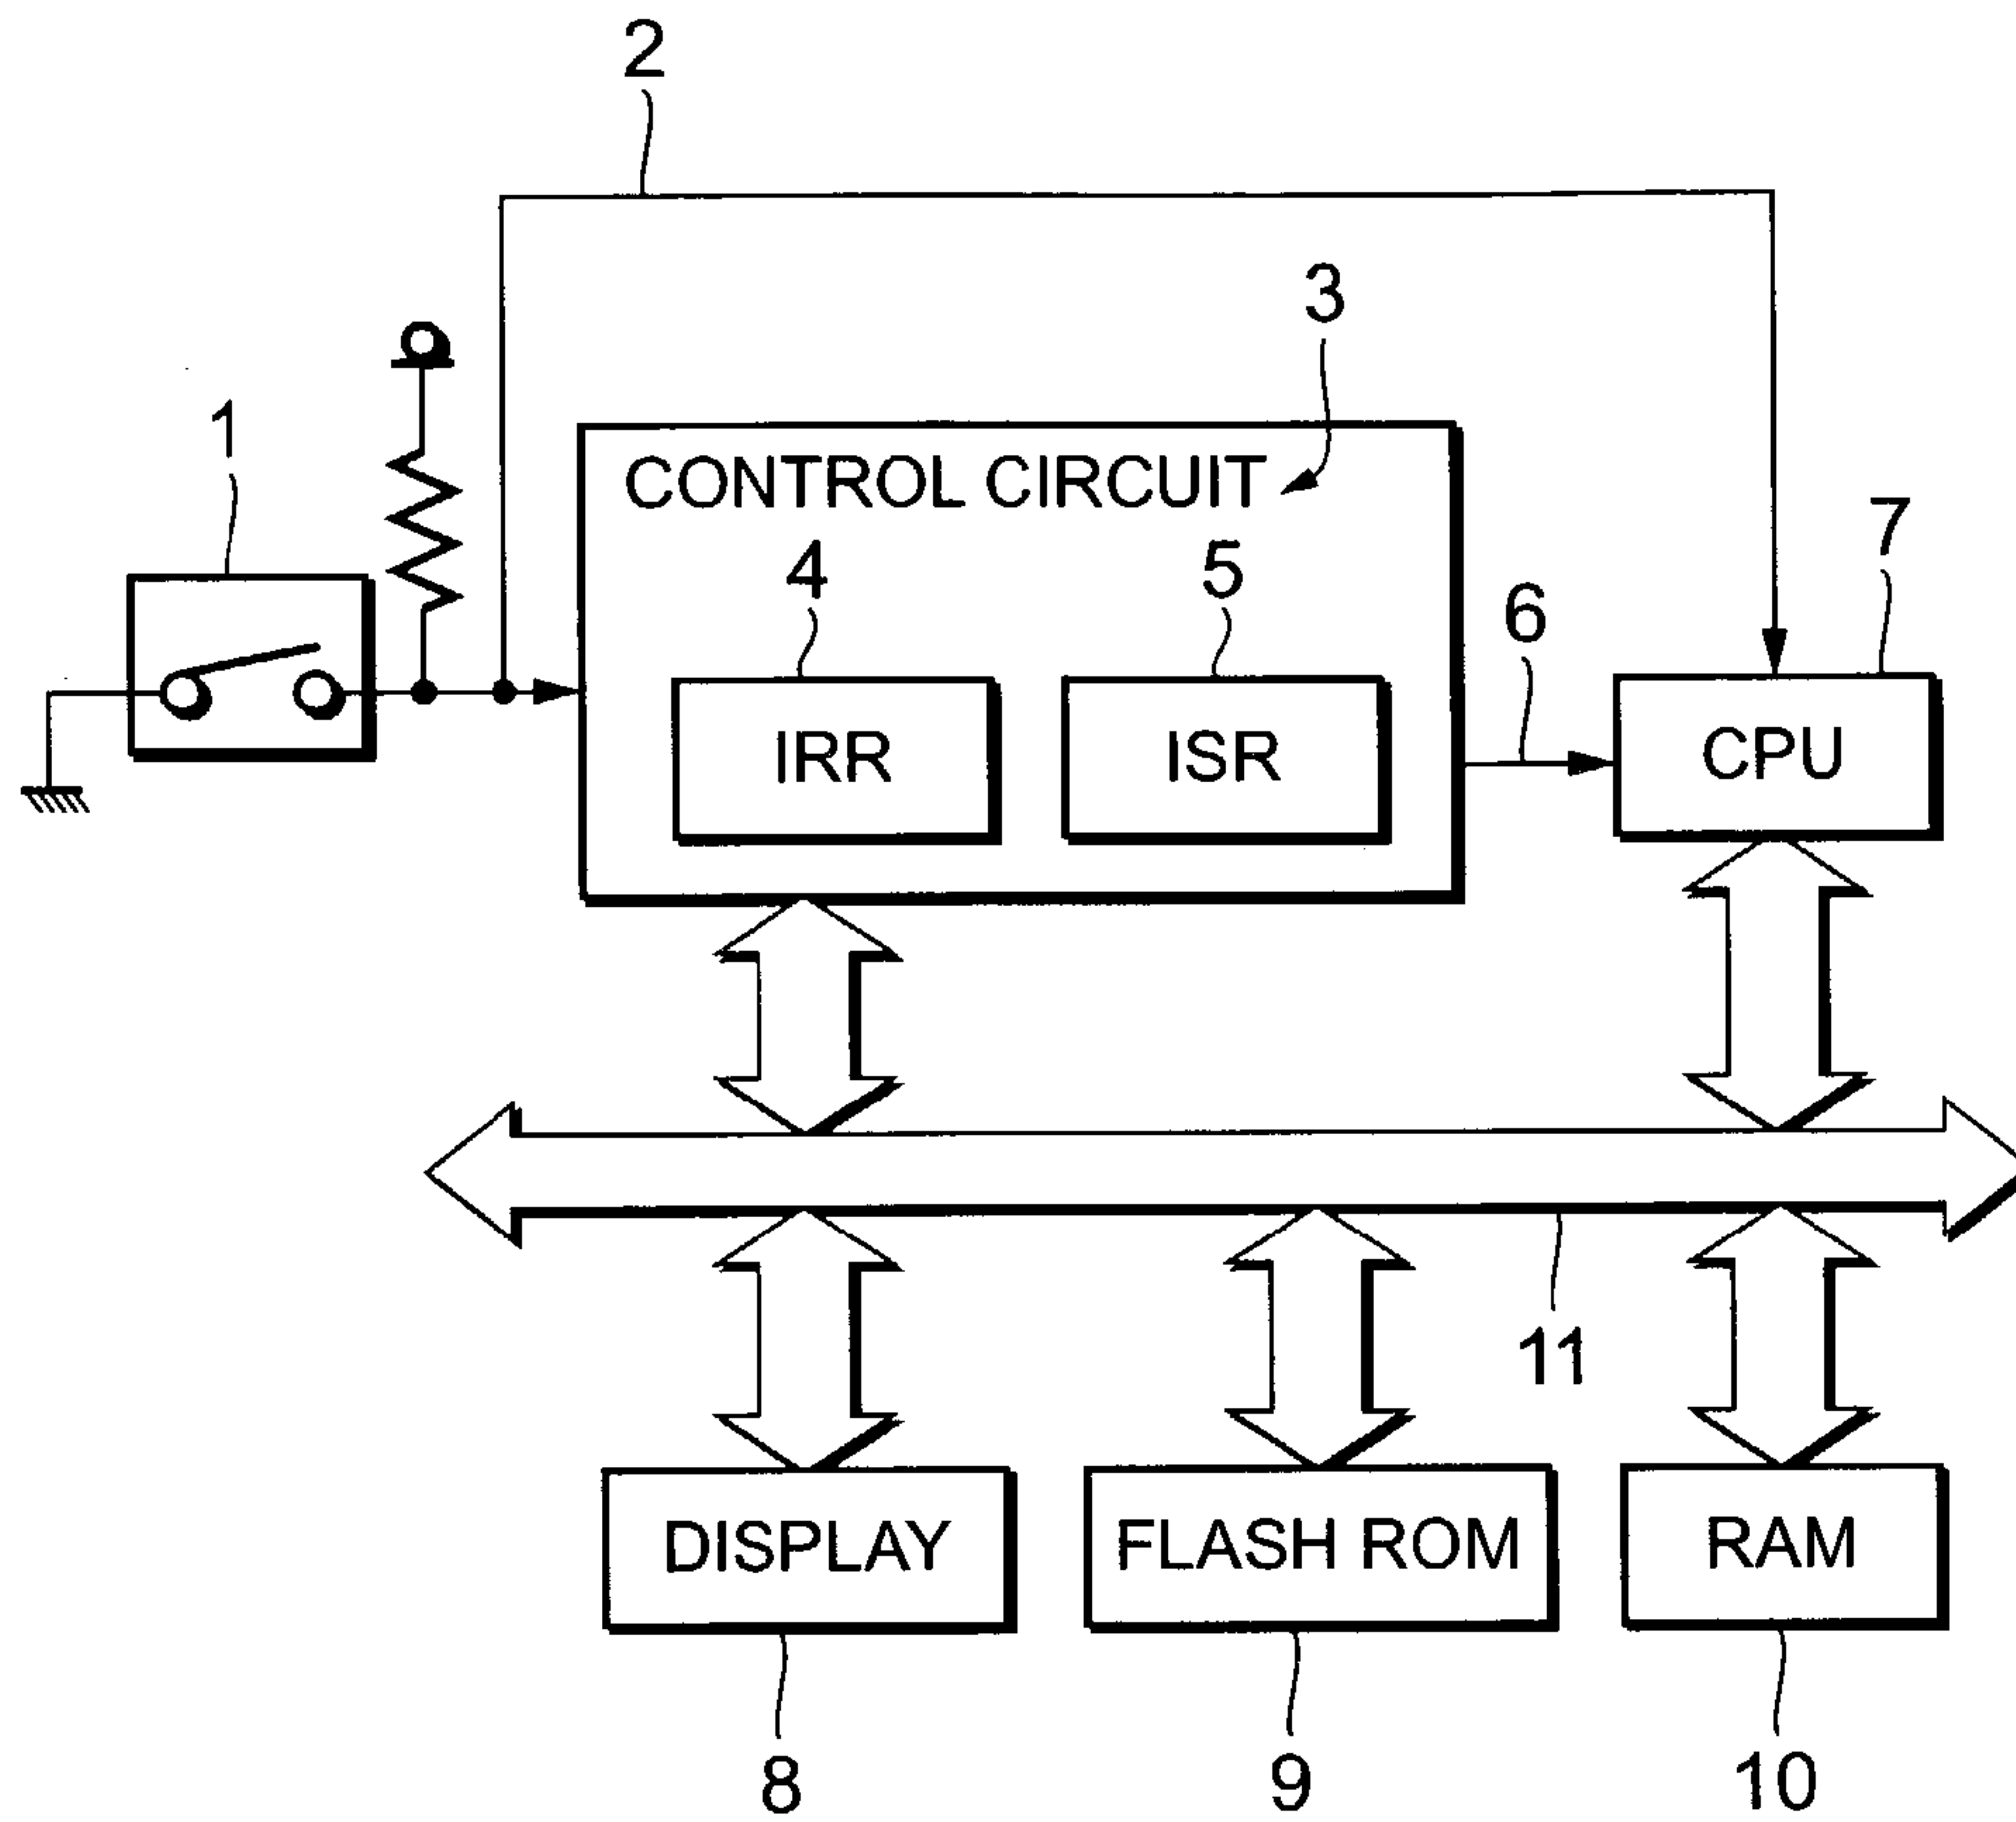 2
3
1
CONTROL CIRCUIT
7
4
5
6
IRR
ISR
CPU
11
DISPLAY
FLASH ROM
RAM
8
9
10